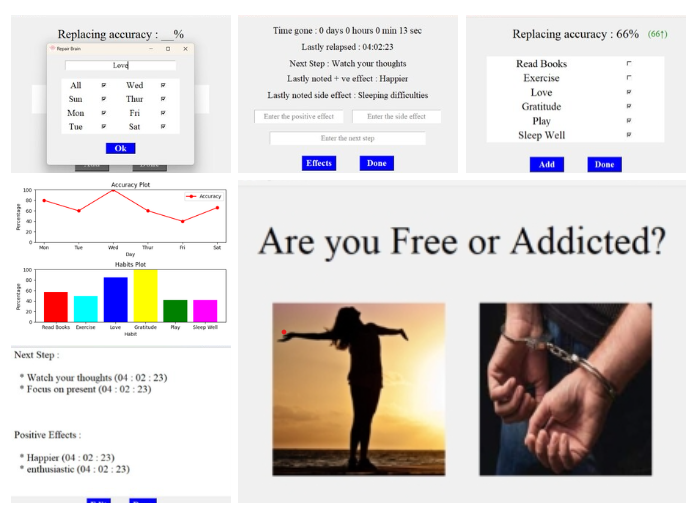 Replacing accuracy : __%
Repair Brain
Love
All Wed
Sun Thur
Mon Fri
Tue Sat
Ok
Time gone : 0 days 0 hours 0 min 13 sec
Lastly relapsed : 04:02:23
Next Step : Watch your thoughts
Lastly noted + ve effect : Happier
Lastly noted side effect : Sleeping difficulties
Enter the positive effect Enter the side effect
Enter the next step
Effects Done
Replacing accuracy : 66% (66↑)
Read Books
Exercise
Love
Gratitude
Play
Sleep Well
Add Done
Accuracy Plot
Accuracy
Percentage
100
80
60
40
20
0
Mon Tue Wed Thur Fri Sat
Day
Habits Plot
Percentage
100
80
60
40
20
0
Read Books Exercise Love Gratitude Play Sleep Well
Habit
Next Step :
* Watch your thoughts (04 : 02 : 23)
* Focus on present (04 : 02 : 23)
Positive Effects :
* Happier (04 : 02 : 23)
* enthusiastic (04 : 02 : 23)
Are you Free or Addicted?